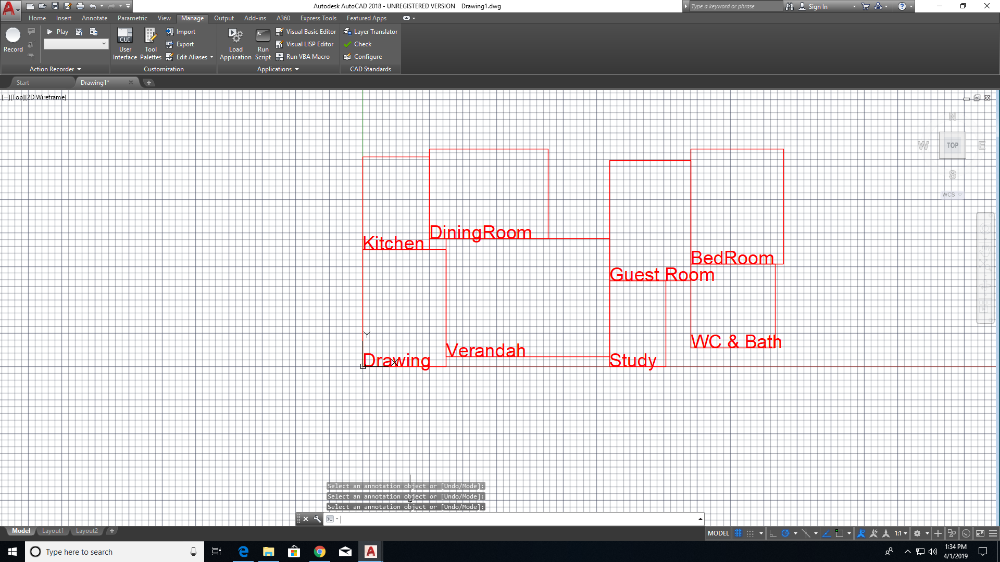 Autodesk AutoCAD 2018 - UNREGISTERED VERSION Drawing1.dwg
Type a keyword or phrase
Sign In
Home Insert Annotate Parametric View Manage Output Add-ins A360 Express Tools Featured Apps
Record
Play
Action Recorder
CUI
User Interface
Tool Palettes
Import
Export
Edit Aliases
Customization
Load Application
Run Script
Visual Basic Editor
Visual LISP Editor
Run VBA Macro
Applications
Layer Translator
Check
Configure
CAD Standards
Start
Drawing1*
[−][Top][2D Wireframe]
N
W TOP E
S
WCS
DiningRoom
Kitchen
BedRoom
Guest Room
WC & Bath
Verandah
Y
Drawing
X
Study
Select an annotation object or [Undo/Mode]:
Select an annotation object or [Undo/Mode]:
Select an annotation object or [Undo/Mode]:
Model Layout1 Layout2
MODEL
1:1
Type here to search
1:34 PM
4/1/2019